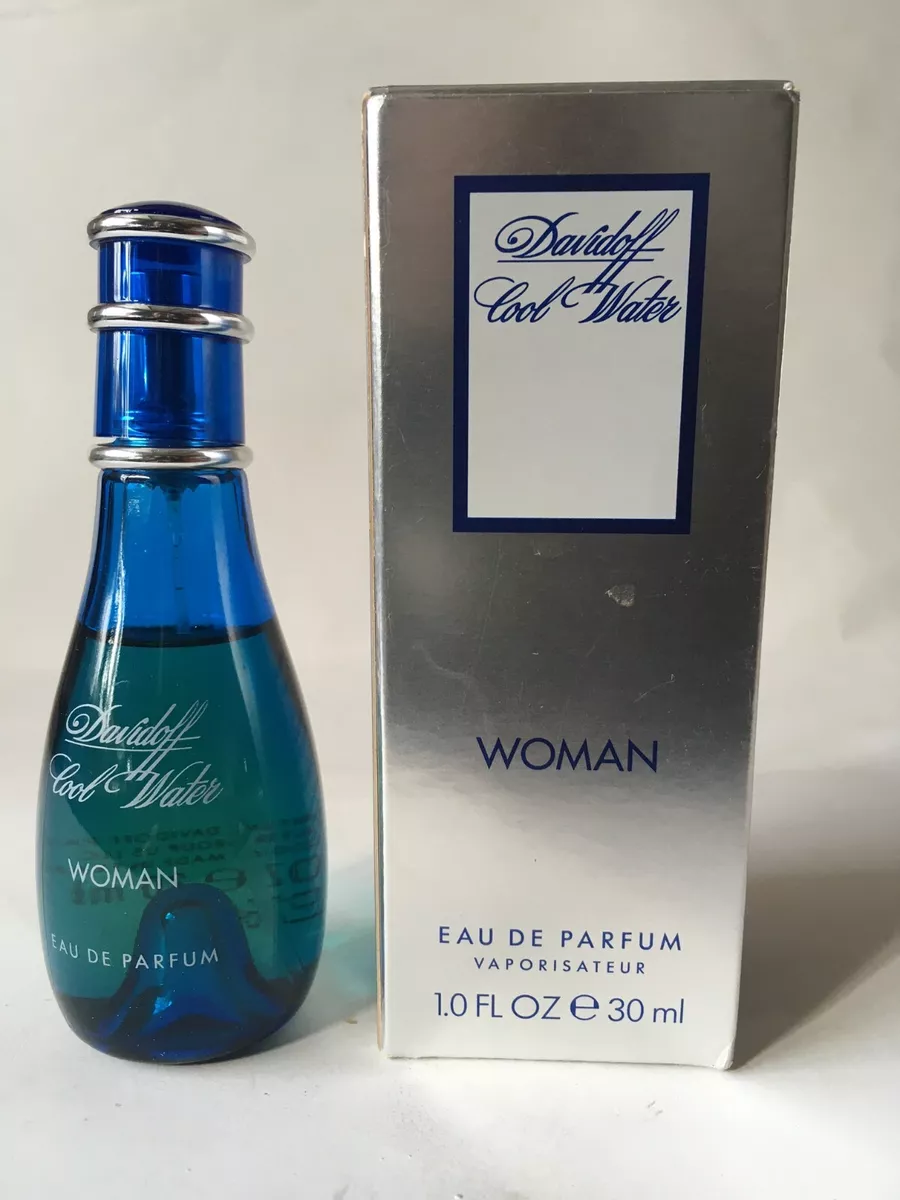 Davidoff
Cool Water
WOMAN
EAU DE PARFUM
Davidoff
Cool Water
WOMAN
EAU DE PARFUM
VAPORISATEUR
1.0 FL OZ e 30 ml